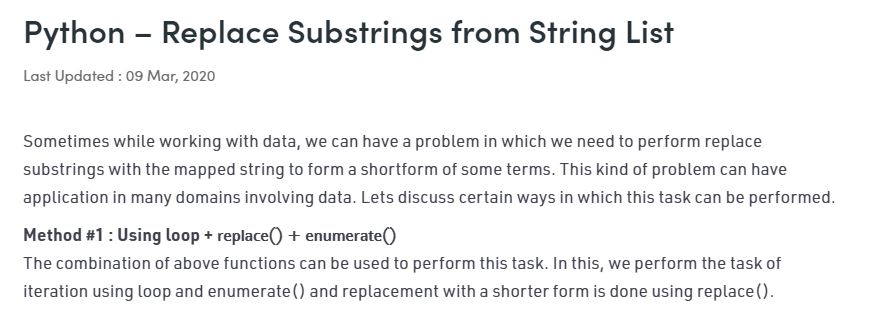 Python – Replace Substrings from String List
Last Updated : 09 Mar, 2020
Sometimes while working with data, we can have a problem in which we need to perform replace
substrings with the mapped string to form a shortform of some terms. This kind of problem can have
application in many domains involving data. Lets discuss certain ways in which this task can be performed.
Method #1 : Using loop + replace() + enumerate()
The combination of above functions can be used to perform this task. In this, we perform the task of
iteration using loop and enumerate() and replacement with a shorter form is done using replace().